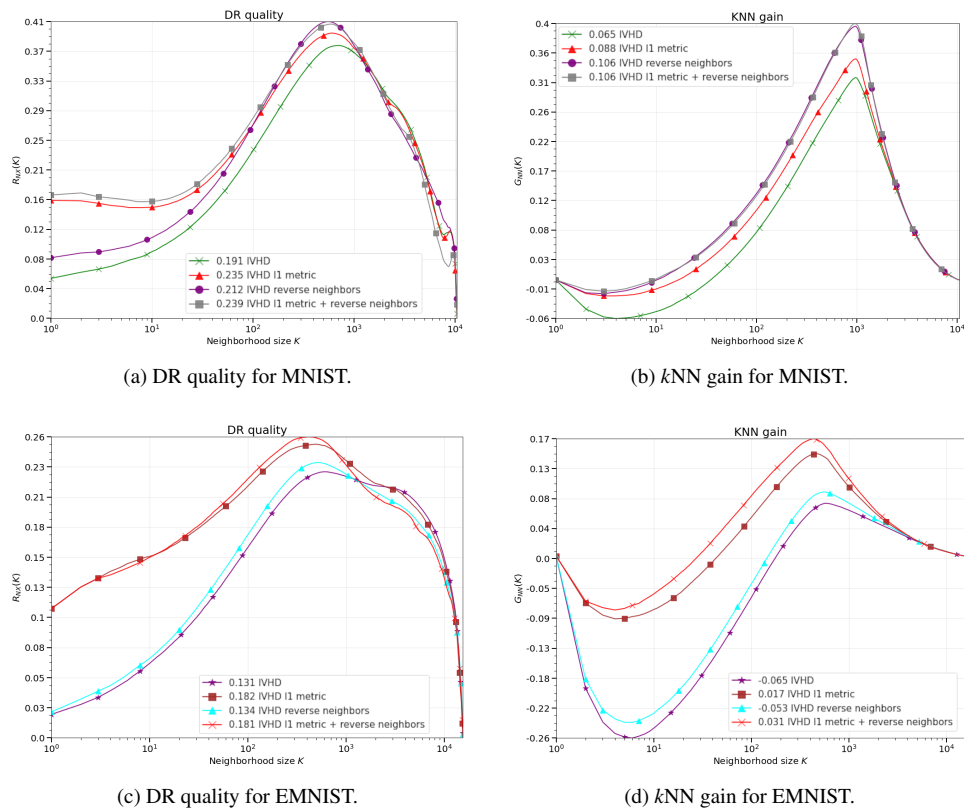 DR quality
0.41
0.37
0.33
0.29
0.25
0.21
0.16
0.12
0.08
0.04
0.0
R_NX(K)
0.191 IVHD
0.235 IVHD l1 metric
0.212 IVHD reverse neighbors
0.239 IVHD l1 metric + reverse neighbors
10^0
10^1
10^2
10^3
10^4
Neighborhood size K
(a) DR quality for MNIST.
KNN gain
0.4
0.36
0.31
0.26
0.22
0.17
0.12
0.08
0.03
-0.01
-0.06
G_NN(K)
0.065 IVHD
0.088 IVHD l1 metric
0.106 IVHD reverse neighbors
0.106 IVHD l1 metric + reverse neighbors
10^0
10^1
10^2
10^3
10^4
Neighborhood size K
(b) kNN gain for MNIST.
DR quality
0.26
0.23
0.21
0.18
0.15
0.13
0.1
0.08
0.05
0.03
0.0
R_NX(K)
0.131 IVHD
0.182 IVHD l1 metric
0.134 IVHD reverse neighbors
0.181 IVHD l1 metric + reverse neighbors
10^0
10^1
10^2
10^3
10^4
Neighborhood size K
(c) DR quality for EMNIST.
KNN gain
0.17
0.13
0.08
0.04
0.0
-0.05
-0.09
-0.13
-0.18
-0.22
-0.26
G_NN(K)
-0.065 IVHD
0.017 IVHD l1 metric
-0.053 IVHD reverse neighbors
0.031 IVHD l1 metric + reverse neighbors
10^0
10^1
10^2
10^3
10^4
Neighborhood size K
(d) kNN gain for EMNIST.